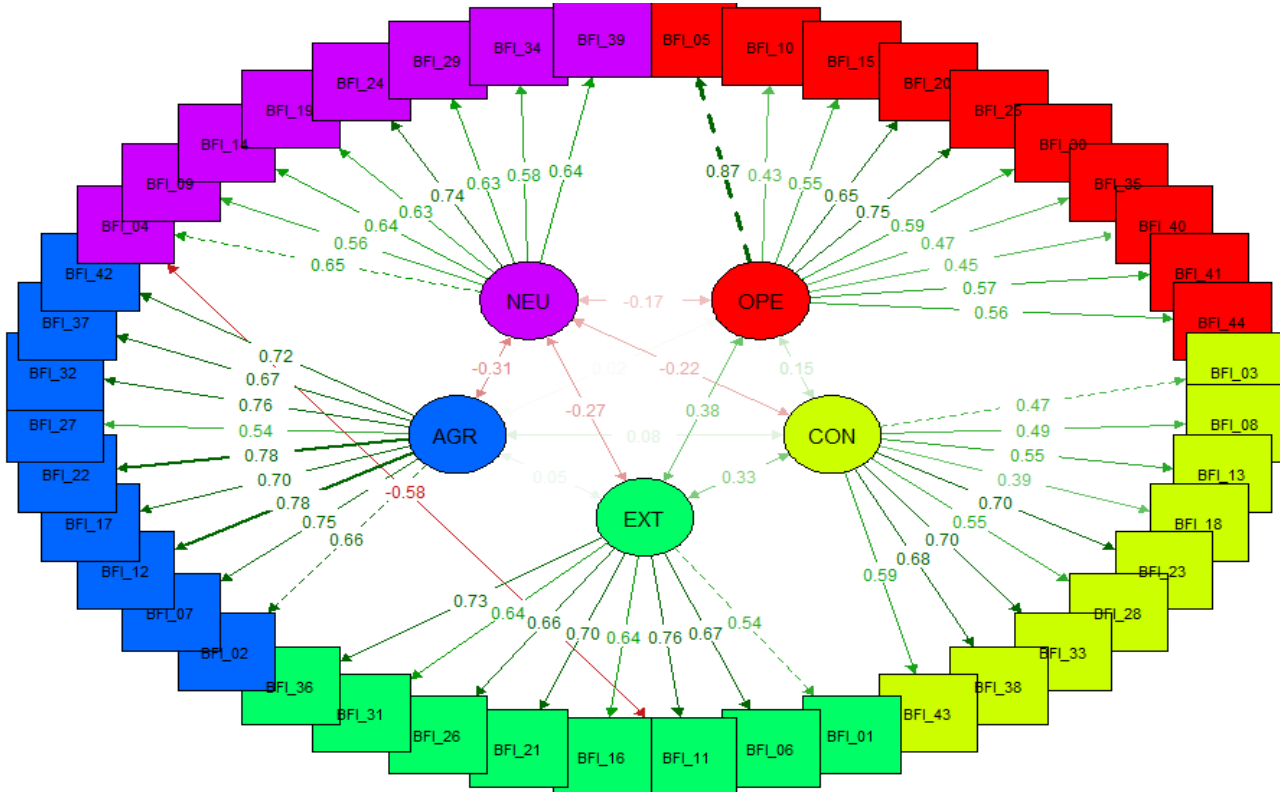 BFI_39
BFI_05
BFI_34
BFI_10
BFI_29
BFI_15
BFI_24
BFI_20
BFI_19
BFI_25
BFI_14
BFI_30
BFI_09
BFI_35
BFI_04
BFI_40
BFI_42
BFI_41
BFI_37
BFI_44
BFI_32
BFI_03
BFI_27
BFI_08
BFI_22
BFI_13
BFI_17
BFI_18
BFI_12
BFI_23
BFI_07
BFI_28
BFI_02
BFI_33
BFI_36
BFI_38
BFI_31
BFI_43
BFI_26
BFI_21
BFI_16
BFI_11
BFI_06
BFI_01
NEU
OPE
AGR
CON
EXT
0.65
0.56
0.64
0.63
0.74
0.63
0.58
0.64
0.87
0.43
0.55
0.65
0.75
0.59
0.47
0.45
0.57
0.56
-0.17
-0.31
0.02
-0.22
0.15
-0.27
0.38
0.08
0.05
0.33
-0.58
0.72
0.67
0.76
0.54
0.78
0.70
0.78
0.75
0.66
0.47
0.49
0.55
0.39
0.70
0.55
0.70
0.68
0.59
0.73
0.64
0.66
0.70
0.64
0.76
0.67
0.54